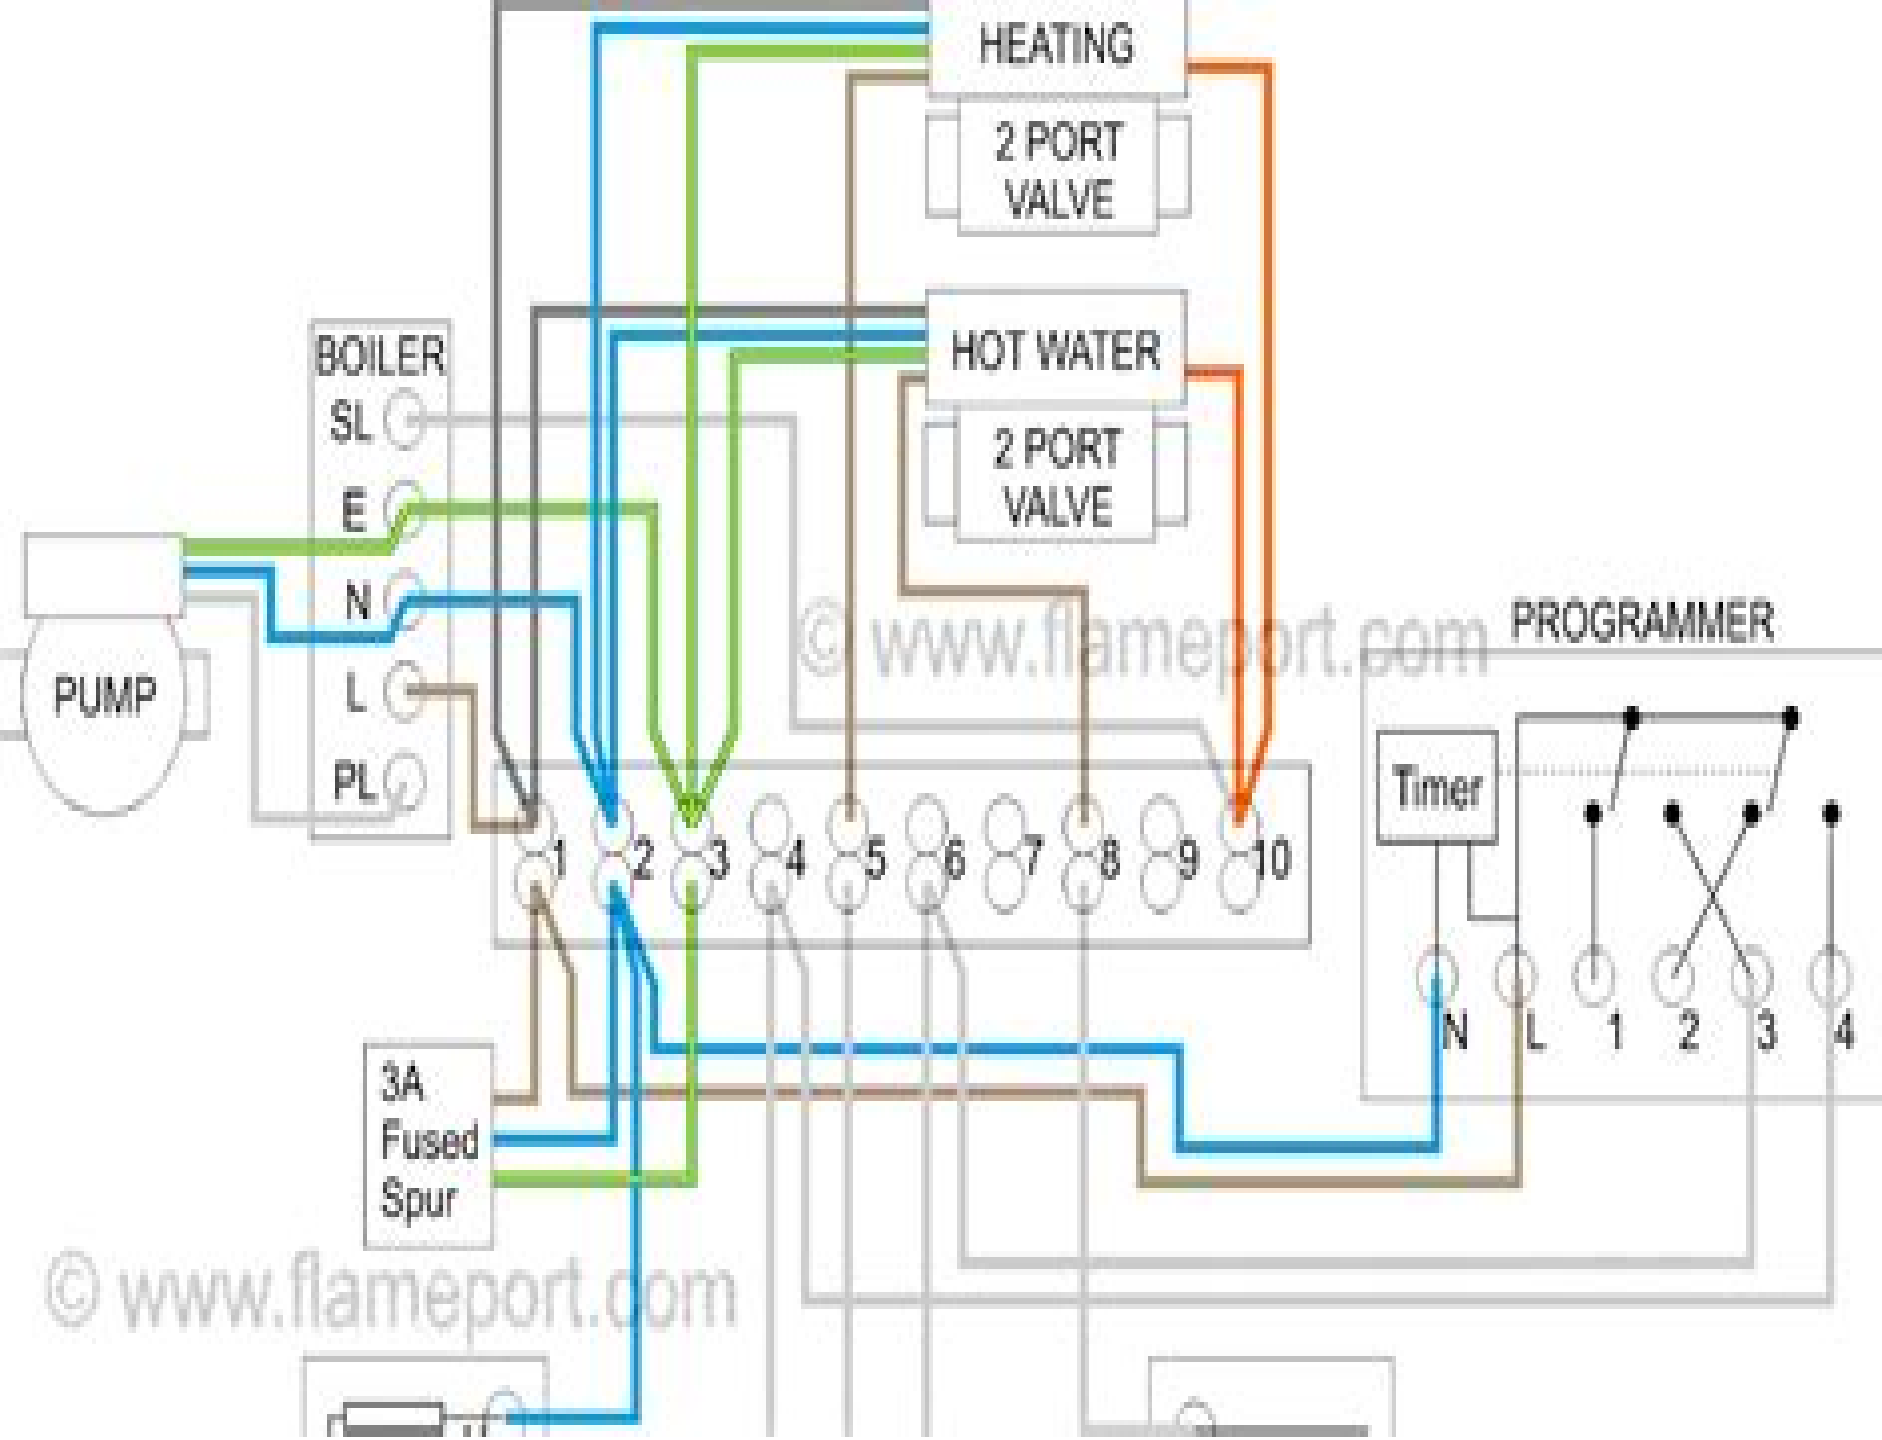 HEATING
2 PORT
VALVE
HOT WATER
2 PORT
VALVE
BOILER
SL
E
N
L
PL
PUMP
© www.flameport.com
PROGRAMMER
Timer
1 2 3 4 5 6 7 8 9 10
N L 1 2 3 4
3A
Fused
Spur
© www.flameport.com